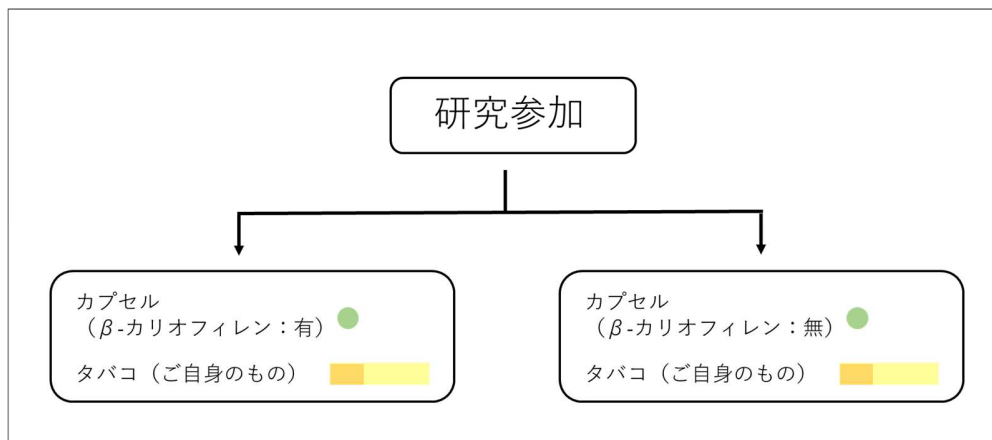 研究参加
カプセル
（β-カリオフィレン：有）
タバコ（ご自身のもの）
カプセル
（β-カリオフィレン：無）
タバコ（ご自身のもの）